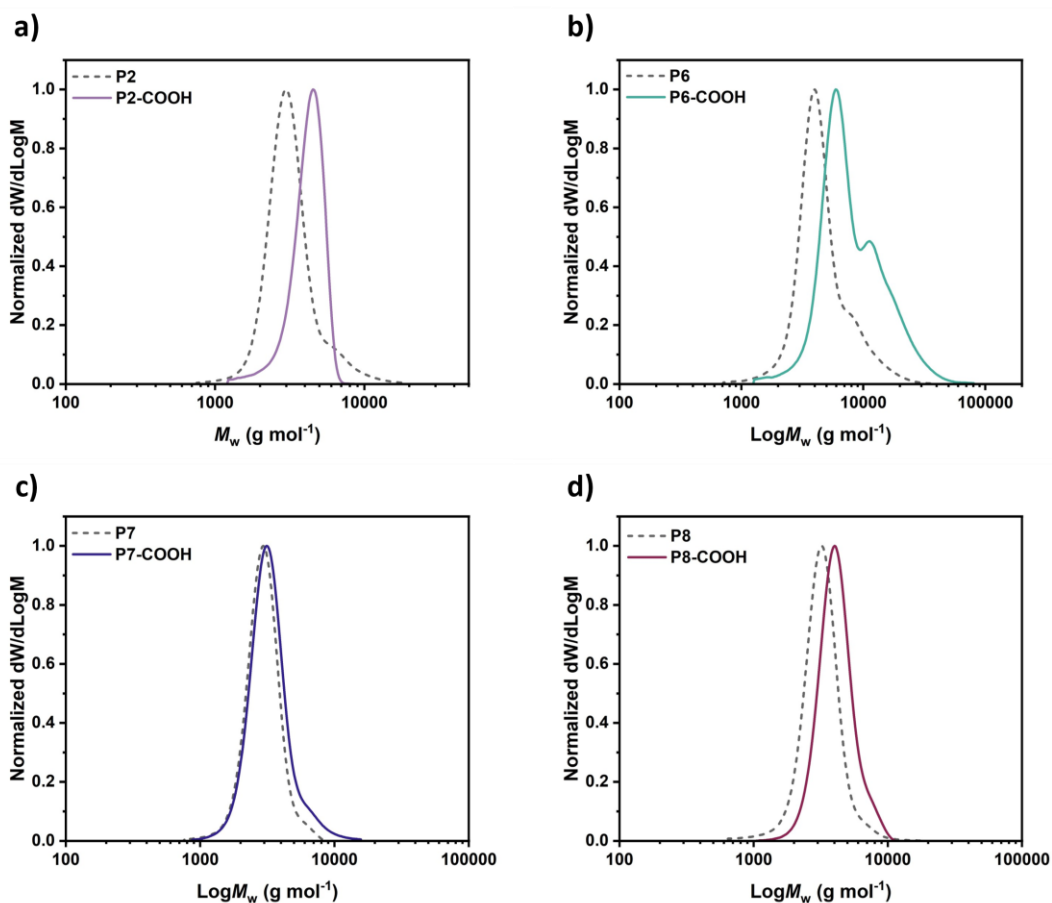 a)
P2
P2-COOH
Normalized dW/dLogM
1.0
0.8
0.6
0.4
0.2
0.0
100
1000
10000
Mw (g mol-1)
b)
P6
P6-COOH
Normalized dW/dLogM
1.0
0.8
0.6
0.4
0.2
0.0
100
1000
10000
100000
LogMw (g mol-1)
c)
P7
P7-COOH
Normalized dW/dLogM
1.0
0.8
0.6
0.4
0.2
0.0
100
1000
10000
100000
LogMw (g mol-1)
d)
P8
P8-COOH
Normalized dW/dLogM
1.0
0.8
0.6
0.4
0.2
0.0
100
1000
10000
100000
LogMw (g mol-1)